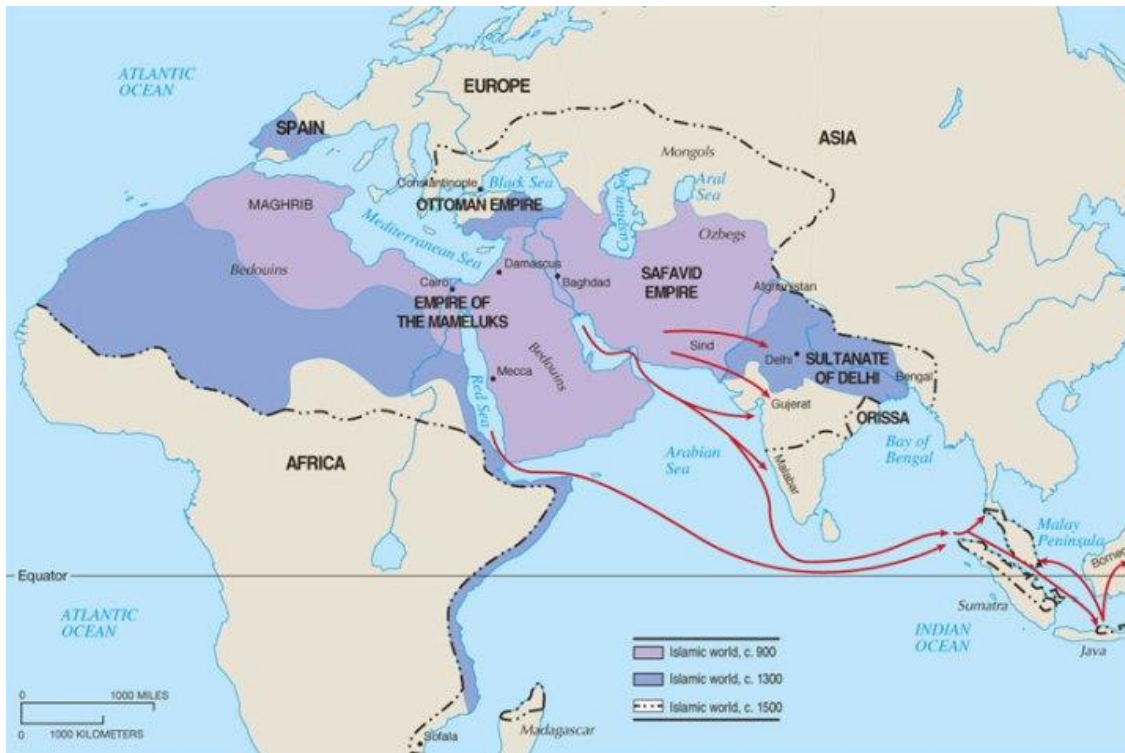 ATLANTIC
OCEAN
EUROPE
ASIA
SPAIN
Mongols
Constantinople
Black Sea
Caspian Sea
Aral
Sea
MAGHRIB
OTTOMAN EMPIRE
Mediterranean Sea
Ozbegs
Bedouins
Damascus
Cairo
Baghdad
SAFAVID
EMPIRE
Afghanistan
EMPIRE OF
THE MAMELUKS
Sind
Delhi
SULTANATE
OF DELHI
Bengal
Mecca
Bedouins
Red Sea
Gujerat
ORISSA
AFRICA
Arabian
Sea
Malabar
Bay of
Bengal
Malay
Peninsula
Borneo
Equator
Sumatra
ATLANTIC
OCEAN
INDIAN
OCEAN
Java
Islamic world, c. 900
Islamic world, c. 1300
Islamic world, c. 1500
0 1000 MILES
0 1000 KILOMETERS
Madagascar
Sofala